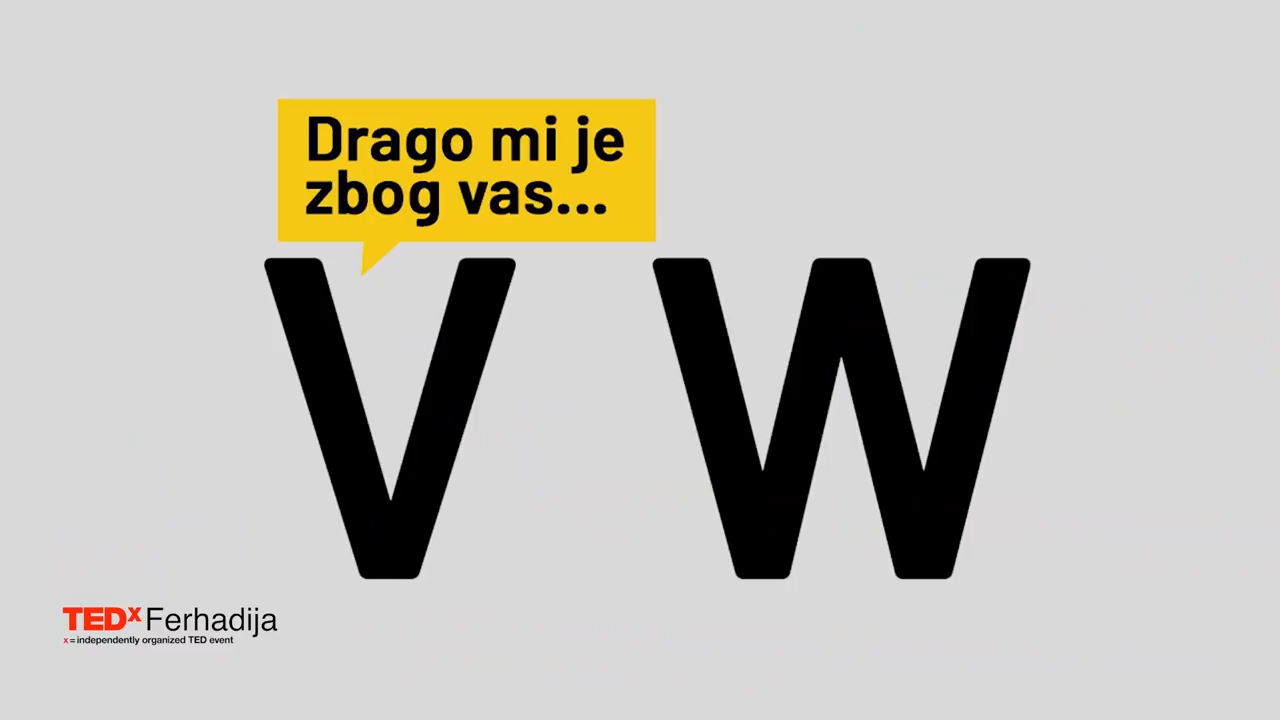 Drago mi je
zbog vas...
V W
TEDxFerhadija
x = independently organized TED event